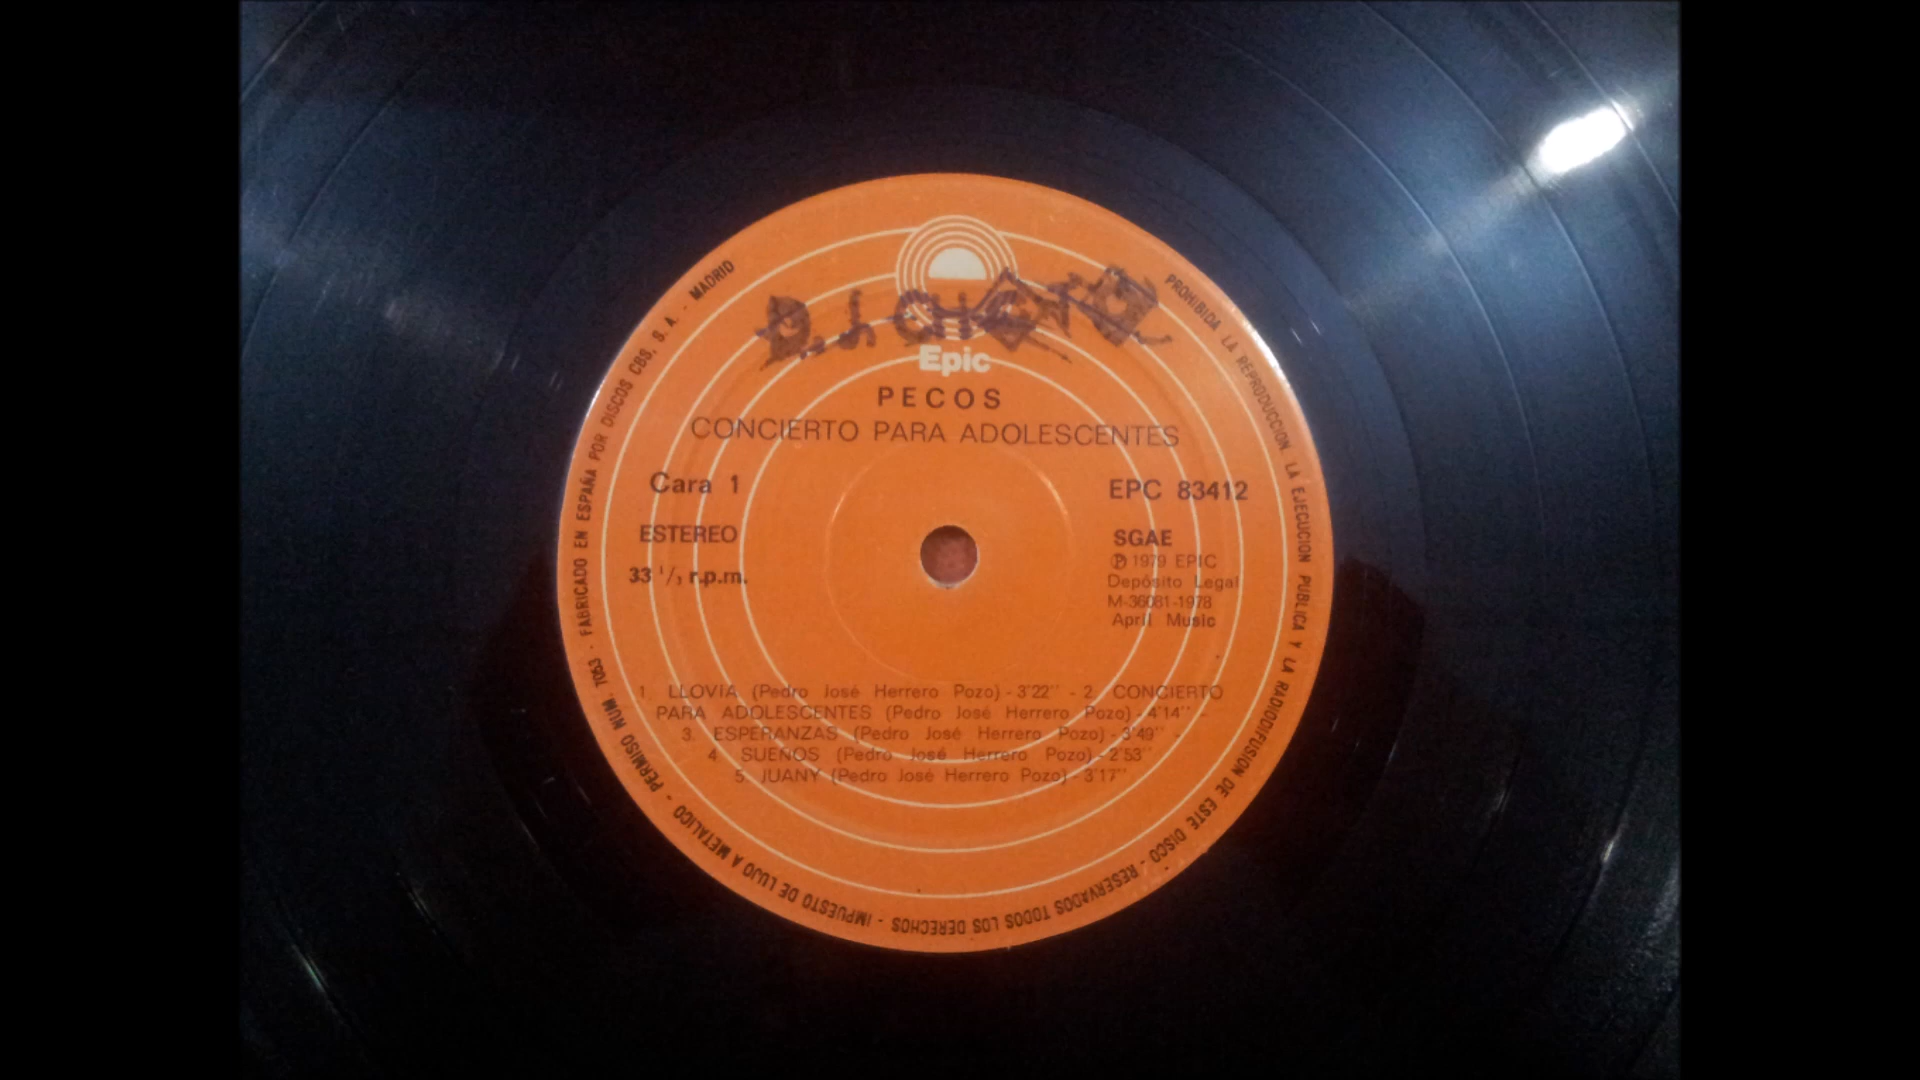 D.J. CHETO
Epic
PECOS
CONCIERTO PARA ADOLESCENTES
Cara 1
EPC 83412
ESTEREO
SGAE
33 1/3 r.p.m.
Ⓟ 1979 EPIC
Depósito Legal
M-36081-1978
April Music
1. LLOVIA (Pedro José Herrero Pozo) - 3'22'' - 2. CONCIERTO
PARA ADOLESCENTES (Pedro José Herrero Pozo) - 4'14'' -
3. ESPERANZAS (Pedro José Herrero Pozo) - 3'49'' -
4 SUEÑOS (Pedro José Herrero Pozo) - 2'53''
5. JUANY (Pedro José Herrero Pozo) - 3'17''
PROHIBIDA LA REPRODUCCION LA EJECUCION PUBLICA Y LA RADIODIFUSION DE ESTE DISCO - RESERVADOS TODOS LOS DERECHOS - IMPUESTO DE LUJO A METALICO - PERMISO NUM. 7063 - FABRICADO EN ESPAÑA POR DISCOS CBS, S. A. - MADRID